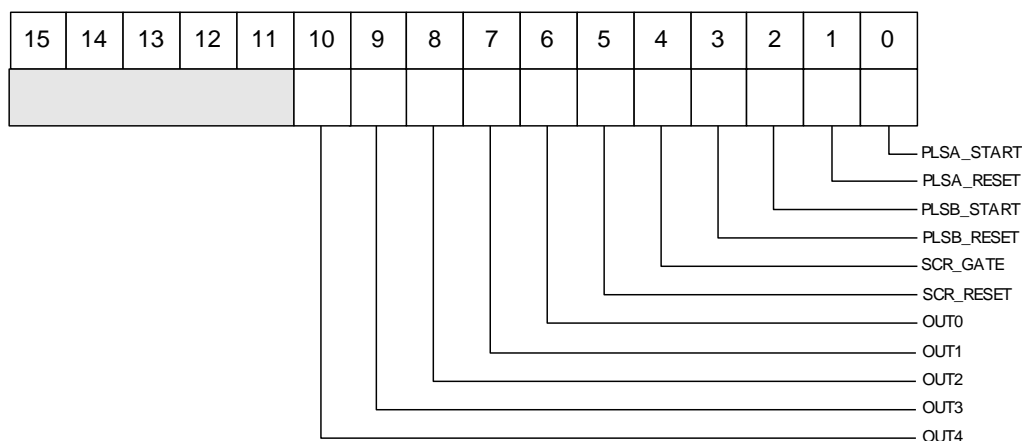 15 14 13 12 11 10 9 8 7 6 5 4 3 2 1 0
PLSA_START
PLSA_RESET
PLSB_START
PLSB_RESET
SCR_GATE
SCR_RESET
OUT0
OUT1
OUT2
OUT3
OUT4